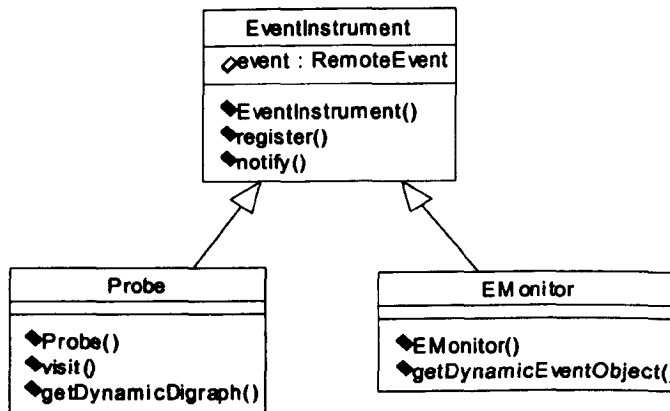 EventInstrument
event : RemoteEvent
EventInstrument()
register()
notify()
Probe
Probe()
visit()
getDynamicDigraph()
EMonitor
EMonitor()
getDynamicEventObject()